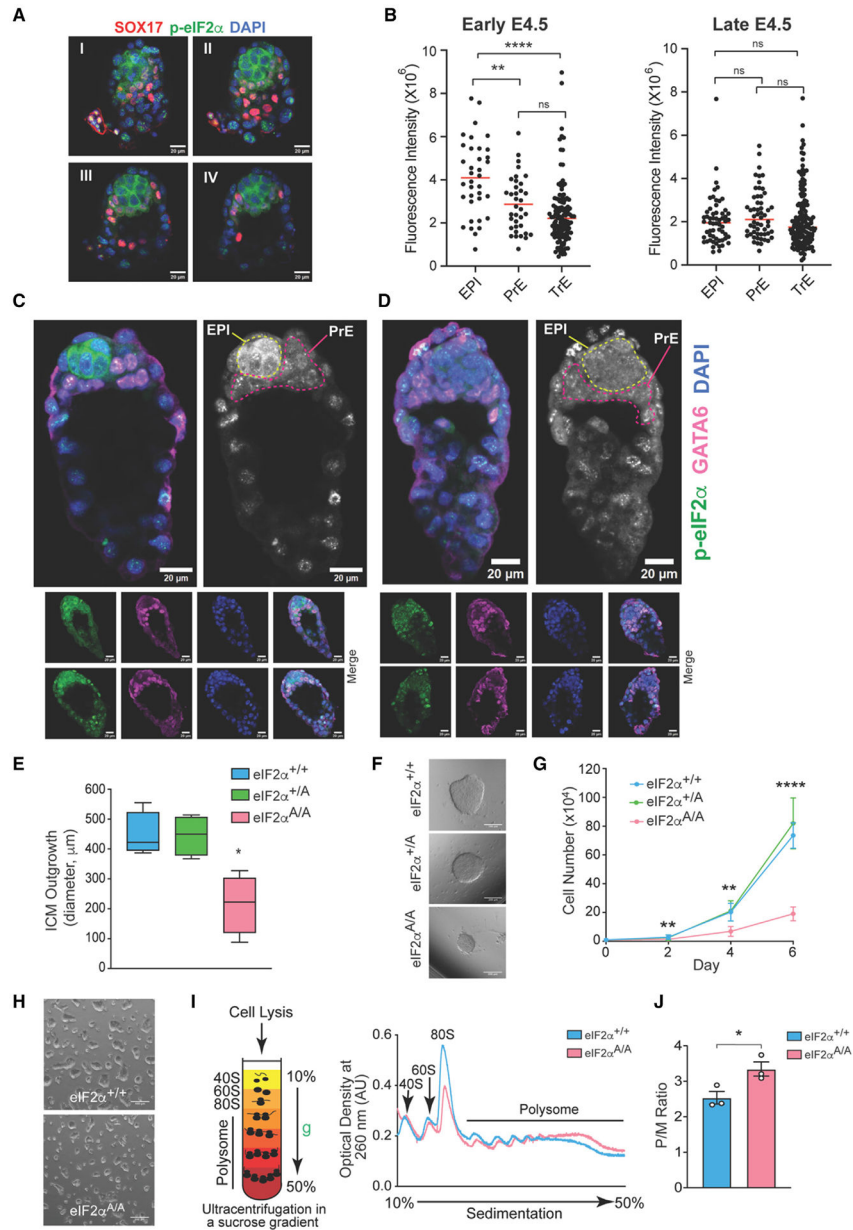 A
SOX17 p-eIF2α DAPI
I
II
20 μm
20 μm
III
IV
20 μm
20 μm
B
Early E4.5
Late E4.5
Fluorescence Intensity (X10⁶)
10
8
6
4
2
0
****
**
ns
EPI
PrE
TrE
Fluorescence Intensity (X10⁶)
10
8
6
4
2
0
ns
ns
ns
EPI
PrE
TrE
C
EPI
PrE
20 μm
20 μm
Merge
D
EPI
PrE
20 μm
20 μm
p-eIF2α GATA6 DAPI
Merge
E
eIF2α+/+
eIF2α+/A
eIF2αA/A
ICM Outgrowth
(diameter, μm)
600
500
400
300
200
100
0
*
F
eIF2α+/+
eIF2α+/A
eIF2αA/A
G
eIF2α+/+
eIF2α+/A
eIF2αA/A
Cell Number (x10⁴)
120
100
80
60
40
20
0
**
**
****
0
2
4
6
Day
H
eIF2α+/+
eIF2αA/A
I
Cell Lysis
40S
60S
80S
Polysome
10%
g
50%
Ultracentrifugation in
a sucrose gradient
Optical Density at
260 nm (AU)
0.6
0.4
0.2
0.0
40S
60S
80S
Polysome
eIF2α+/+
eIF2αA/A
10%
Sedimentation
50%
J
eIF2α+/+
eIF2αA/A
P/M Ratio
4
3
2
1
0
*